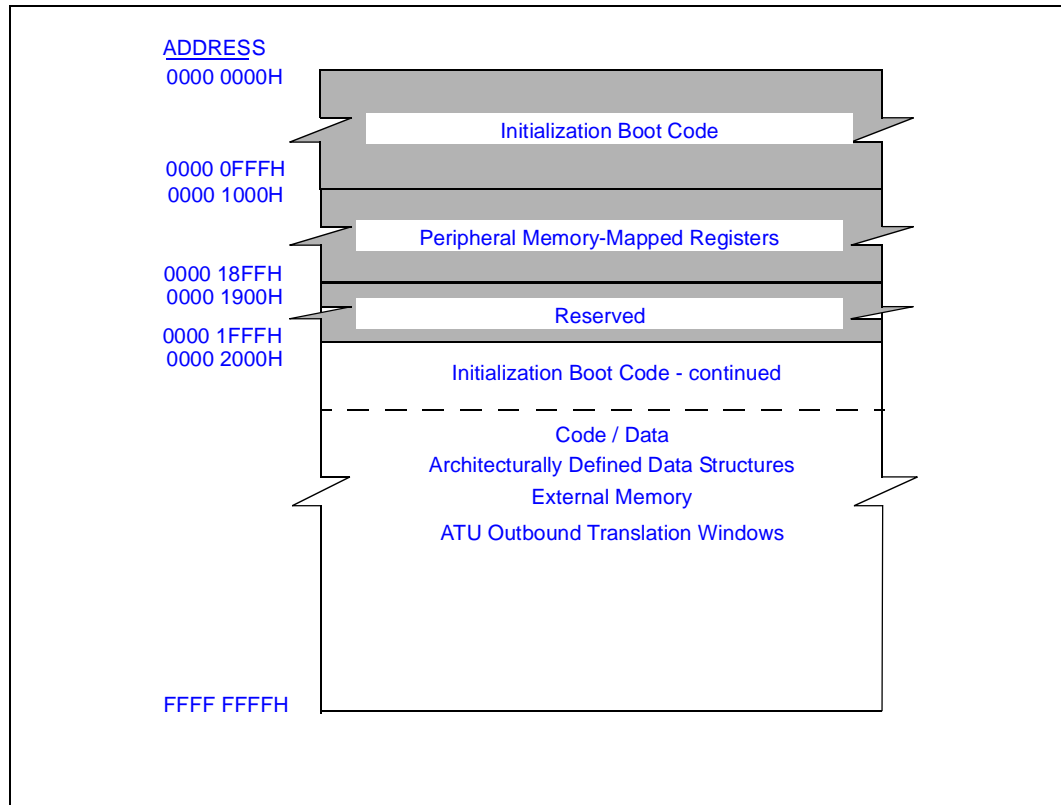 ADDRESS
0000 0000H
Initialization Boot Code
0000 0FFFH
0000 1000H
Peripheral Memory-Mapped Registers
0000 18FFH
0000 1900H
Reserved
0000 1FFFH
0000 2000H
Initialization Boot Code - continued
Code / Data
Architecturally Defined Data Structures
External Memory
ATU Outbound Translation Windows
FFFF FFFFH